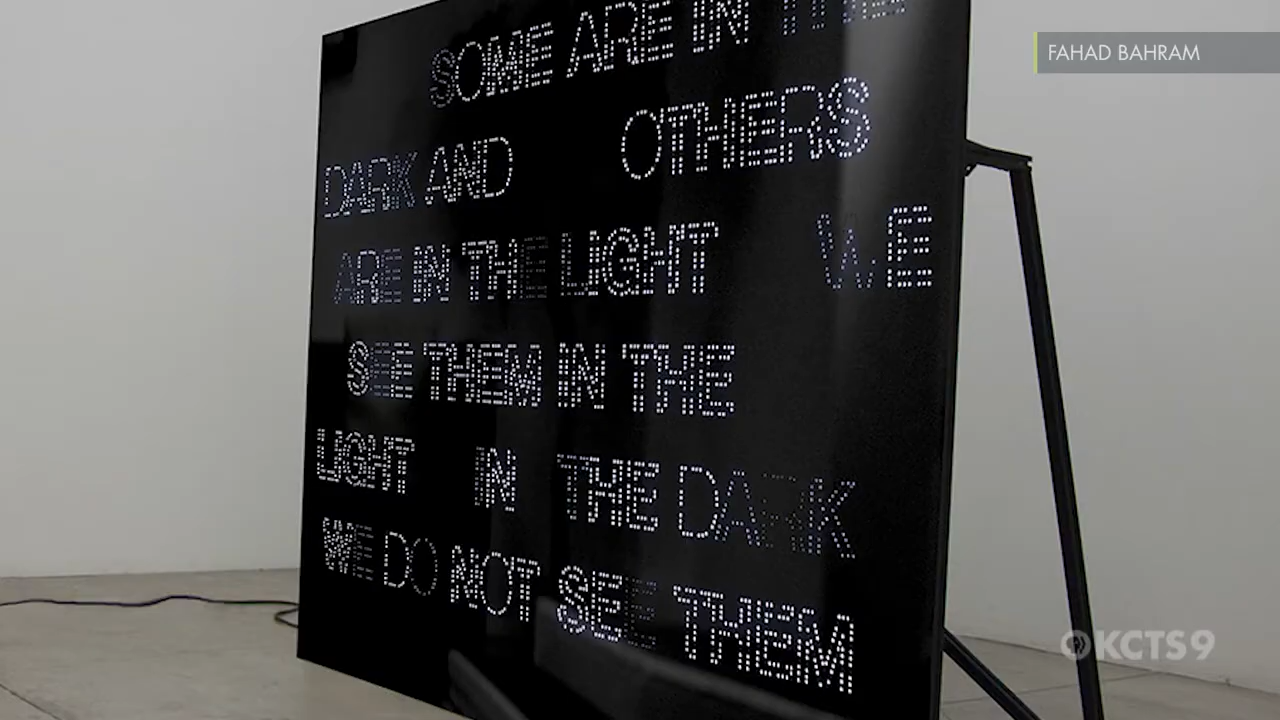 FAHAD BAHRAM
SOME ARE IN THE
DARK AND OTHERS
ARE IN THE LIGHT WE
SEE THEM IN THE
LIGHT IN THE DARK
WE DO NOT SEE THEM
KCTS9